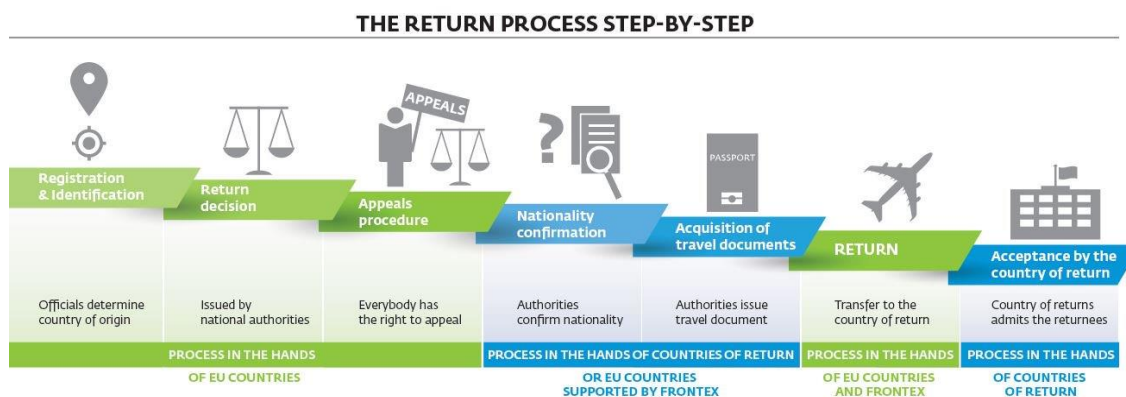 THE RETURN PROCESS STEP-BY-STEP
APPEALS
PASSPORT
Registration
& Identification
Return
decision
Appeals
procedure
Nationality
confirmation
Acquisition of
travel documents
RETURN
Acceptance by the
country of return
Officials determine
country of origin
Issued by
national authorities
Everybody has
the right to appeal
Authorities
confirm nationality
Authorities issue
travel document
Transfer to the
country of return
Country of returns
admits the returnees
PROCESS IN THE HANDS
OF EU COUNTRIES
PROCESS IN THE HANDS OF COUNTRIES OF RETURN
OR EU COUNTRIES
SUPPORTED BY FRONTEX
PROCESS IN THE HANDS
OF EU COUNTRIES
AND FRONTEX
PROCESS IN THE HANDS
OF COUNTRIES
OF RETURN